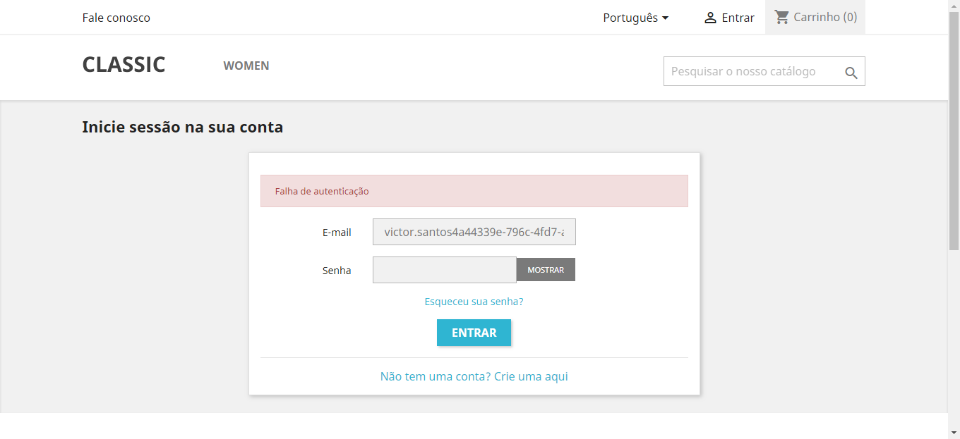 Fale conosco
Português
Entrar
Carrinho (0)
CLASSIC
WOMEN
Pesquisar o nosso catálogo
Inicie sessão na sua conta
Falha de autenticação
E-mail
victor.santos4a44339e-796c-4fd7-a
Senha
MOSTRAR
Esqueceu sua senha?
ENTRAR
Não tem uma conta? Crie uma aqui